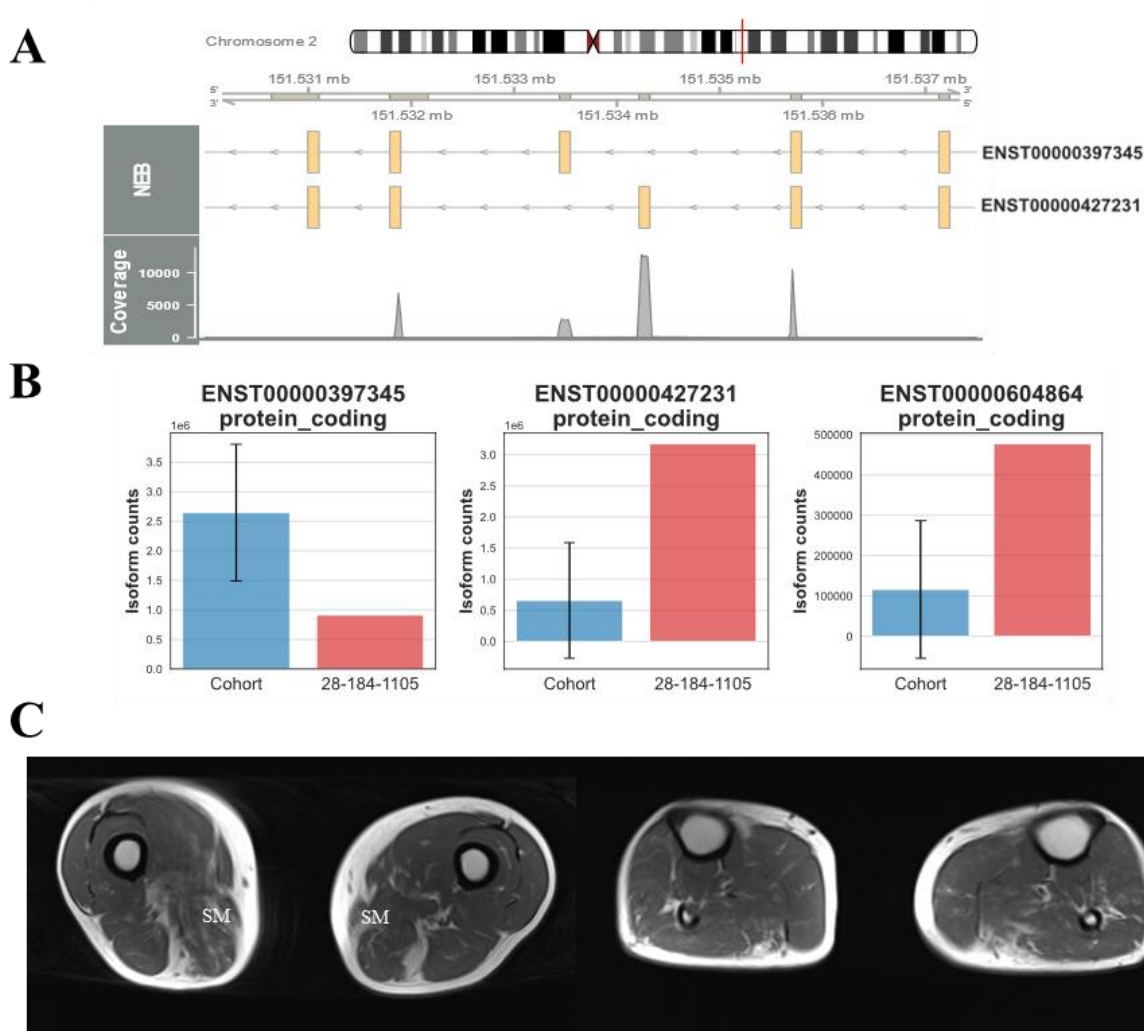 A
Chromosome 2
151.531 mb 151.533 mb 151.535 mb 151.537 mb
5' 3'
3' 5'
151.532 mb 151.534 mb 151.536 mb
NEB
ENST00000397345
ENST00000427231
Coverage
10000
5000
0
B
ENST00000397345
protein_coding
1e6
Isoform counts
3.5
3.0
2.5
2.0
1.5
1.0
0.5
0.0
Cohort 28-184-1105
ENST00000427231
protein_coding
1e6
Isoform counts
3.0
2.5
2.0
1.5
1.0
0.5
0.0
Cohort 28-184-1105
ENST00000604864
protein_coding
Isoform counts
500000
400000
300000
200000
100000
0
Cohort 28-184-1105
C
SM SM